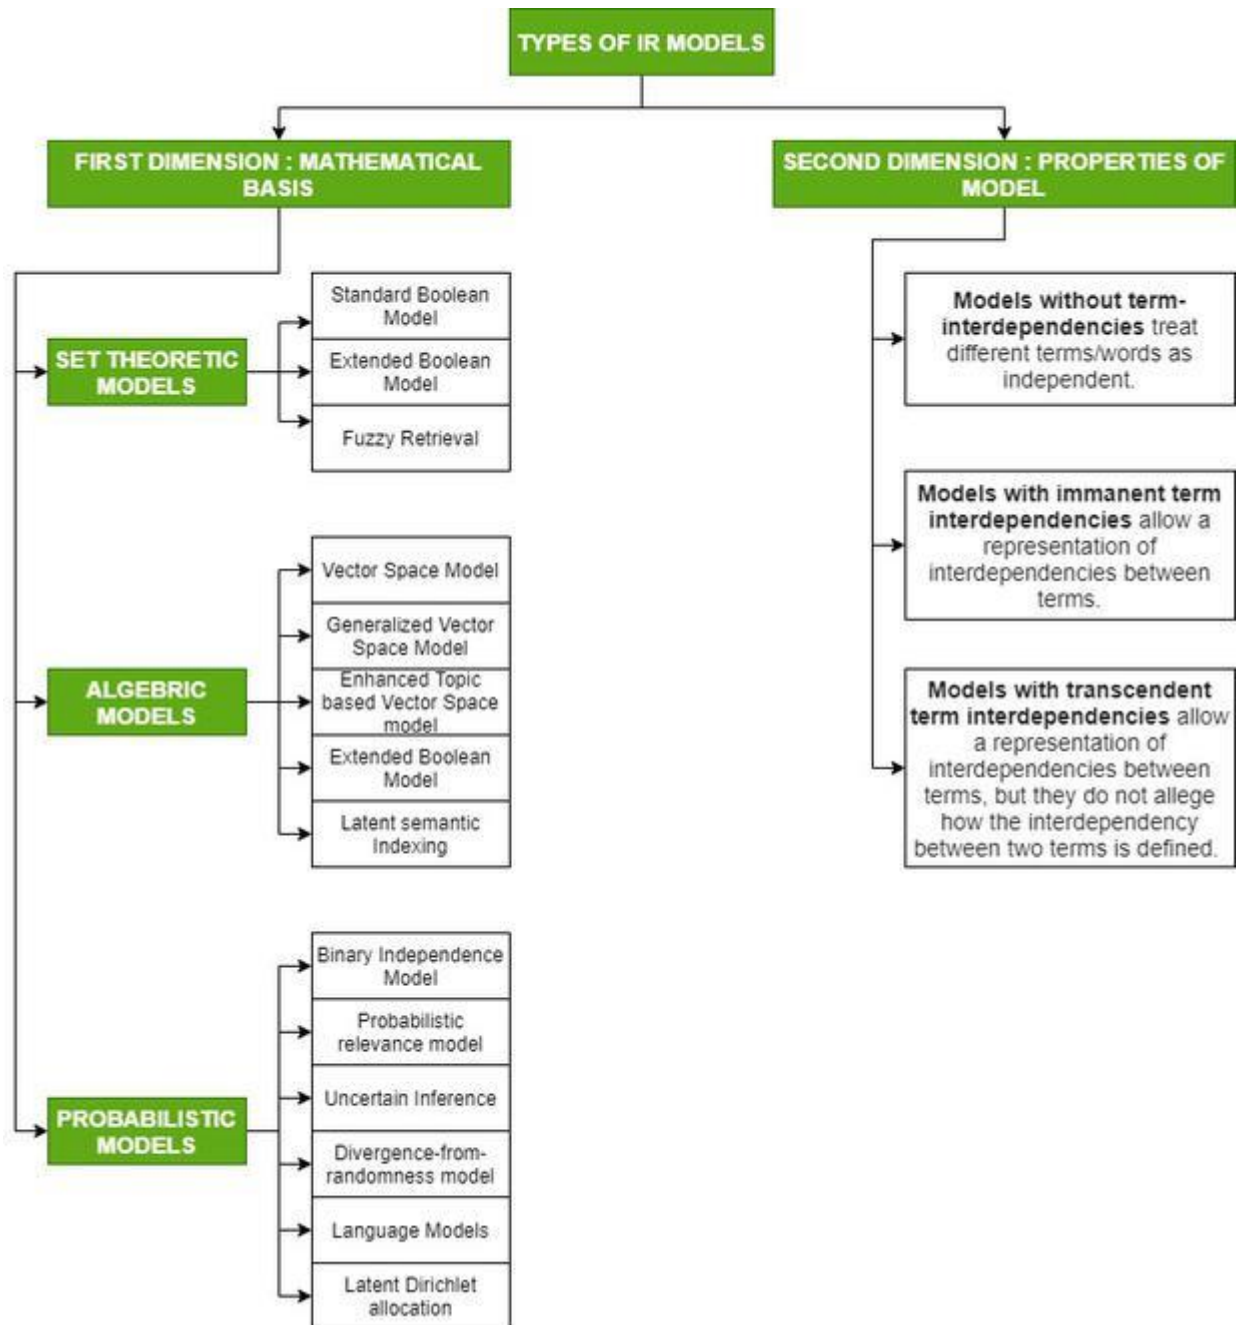 TYPES OF IR MODELS
FIRST DIMENSION : MATHEMATICAL
BASIS
SET THEORETIC
MODELS
Standard Boolean
Model
Extended Boolean
Model
Fuzzy Retrieval
ALGEBRIC
MODELS
Vector Space Model
Generalized Vector
Space Model
Enhanced Topic
based Vector Space
model
Extended Boolean
Model
Latent semantic
Indexing
PROBABILISTIC
MODELS
Binary Independence
Model
Probabilistic
relevance model
Uncertain Inference
Divergence-from-
randomness model
Language Models
Latent Dirichlet
allocation
SECOND DIMENSION : PROPERTIES OF
MODEL
Models without term-
interdependencies treat
different terms/words as
independent.
Models with immanent term
interdependencies allow a
representation of
interdependencies between
terms.
Models with transcendent
term interdependencies allow
a representation of
interdependencies between
terms, but they do not allege
how the interdependency
between two terms is defined.